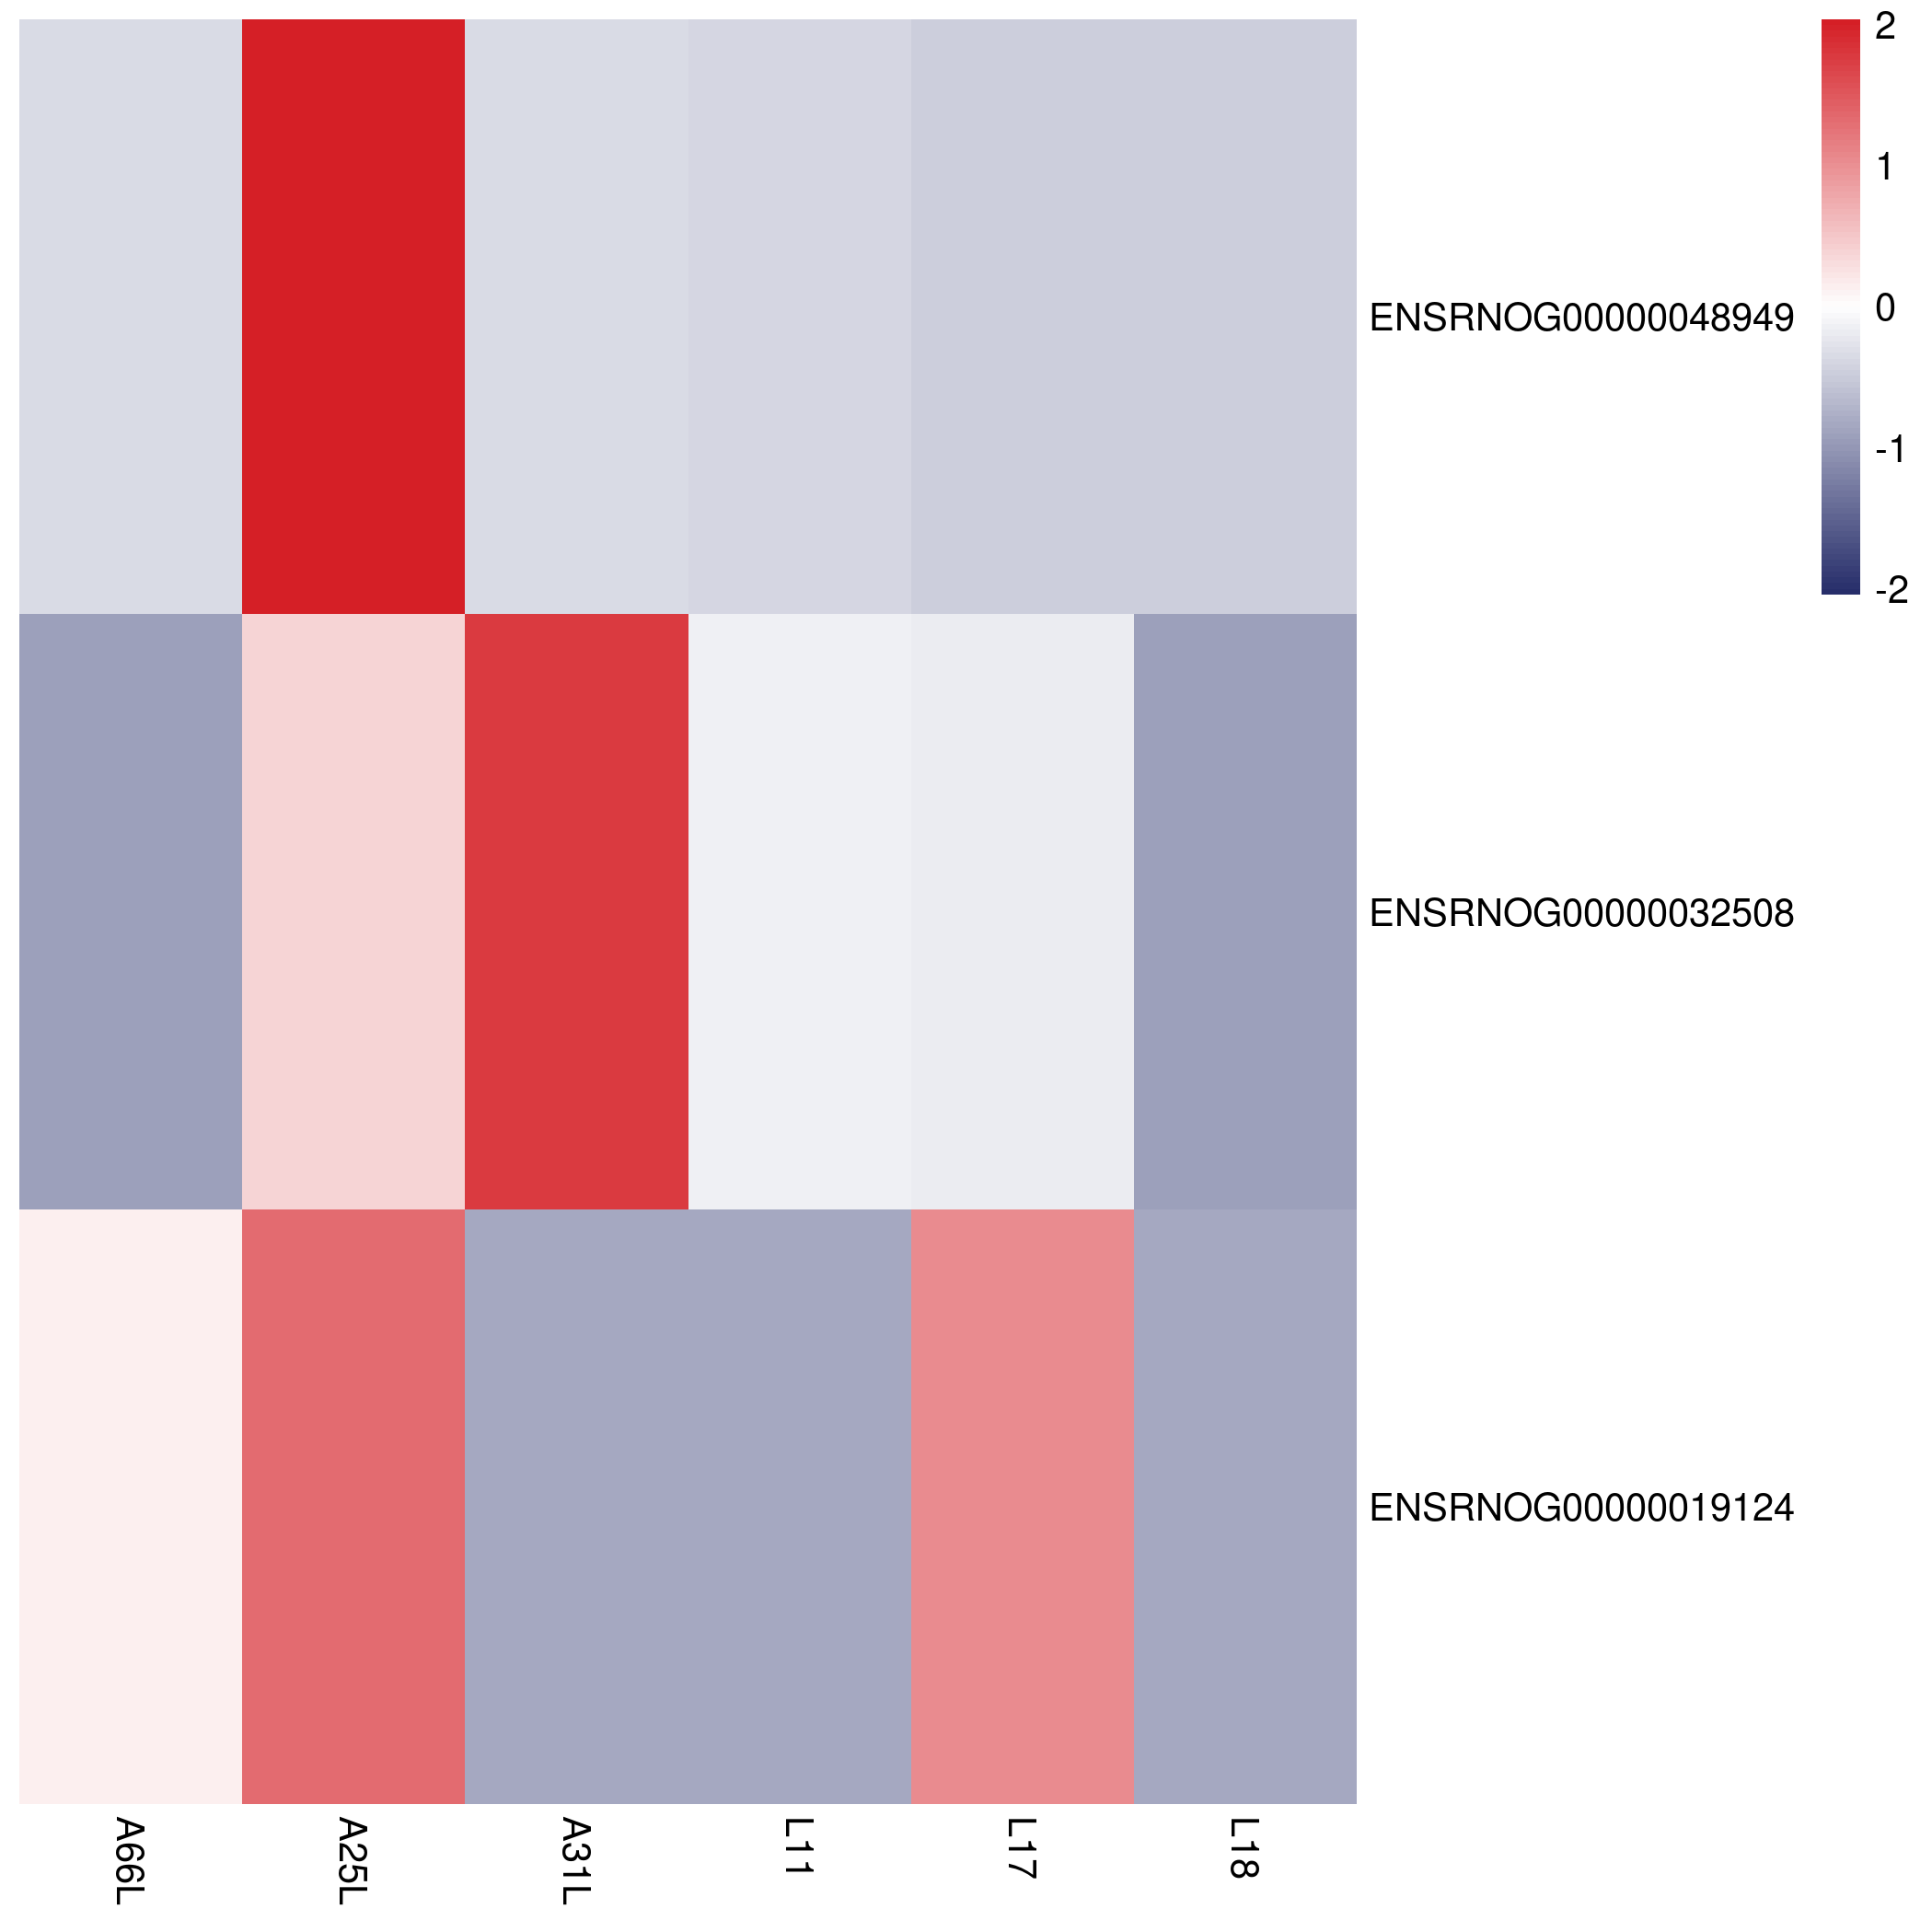 2
1
0
-1
-2
ENSRNOG00000048949
ENSRNOG00000032508
ENSRNOG00000019124
A66L
A25L
A31L
L11
L17
L18